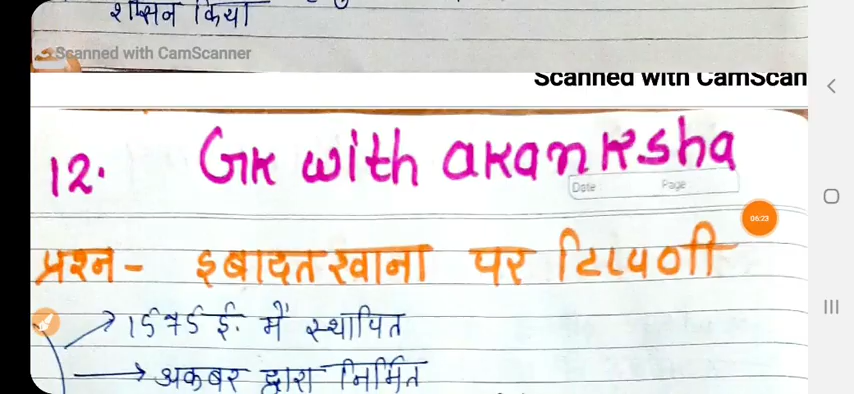 शासन किया
Scanned with CamScanner
Scanned with CamScan
12. GK with akanksha
Date Page
06:23
प्रश्न - इबादतखाना पर टिप्पणी
→ 1575 ई. में स्थापित
→ अकबर द्वारा निर्मित